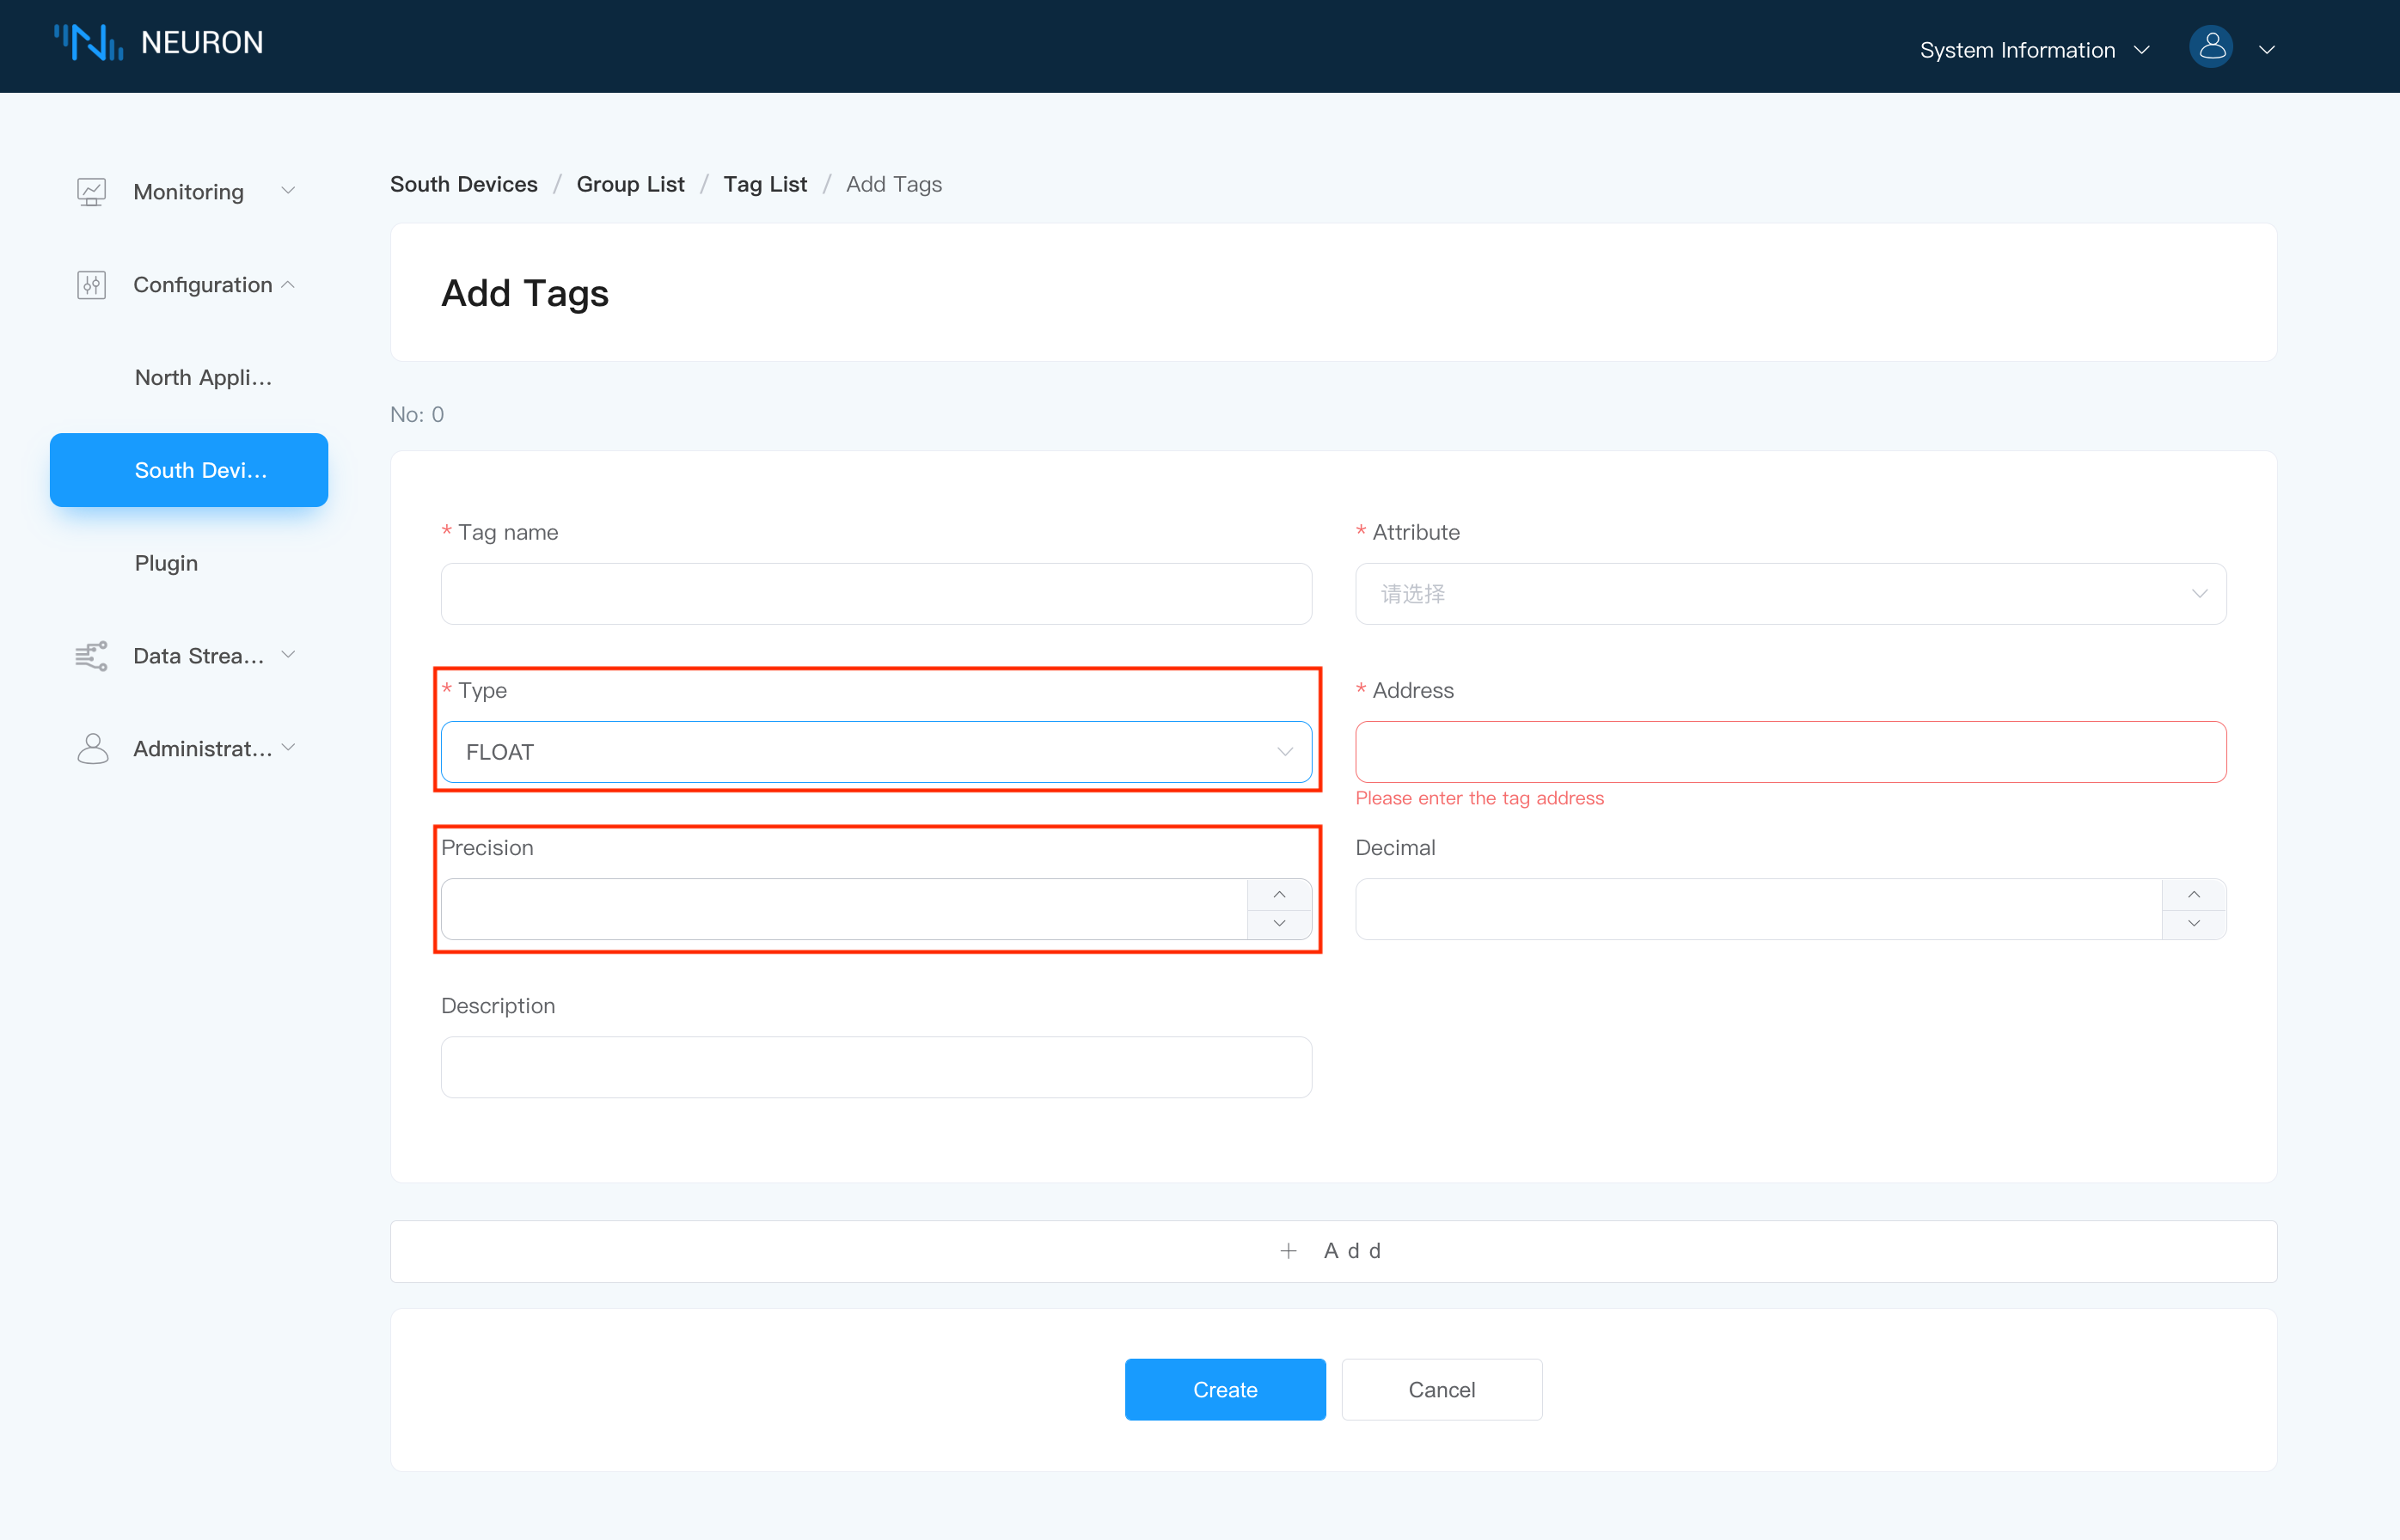 NEURON
System Information
Monitoring
Configuration
North Appli...
South Devi...
Plugin
Data Strea...
Administrat...
South Devices / Group List / Tag List / Add Tags
Add Tags
No: 0
* Tag name
* Attribute
请选择
* Type
FLOAT
* Address
Please enter the tag address
Precision
Decimal
Description
Add
Create
Cancel